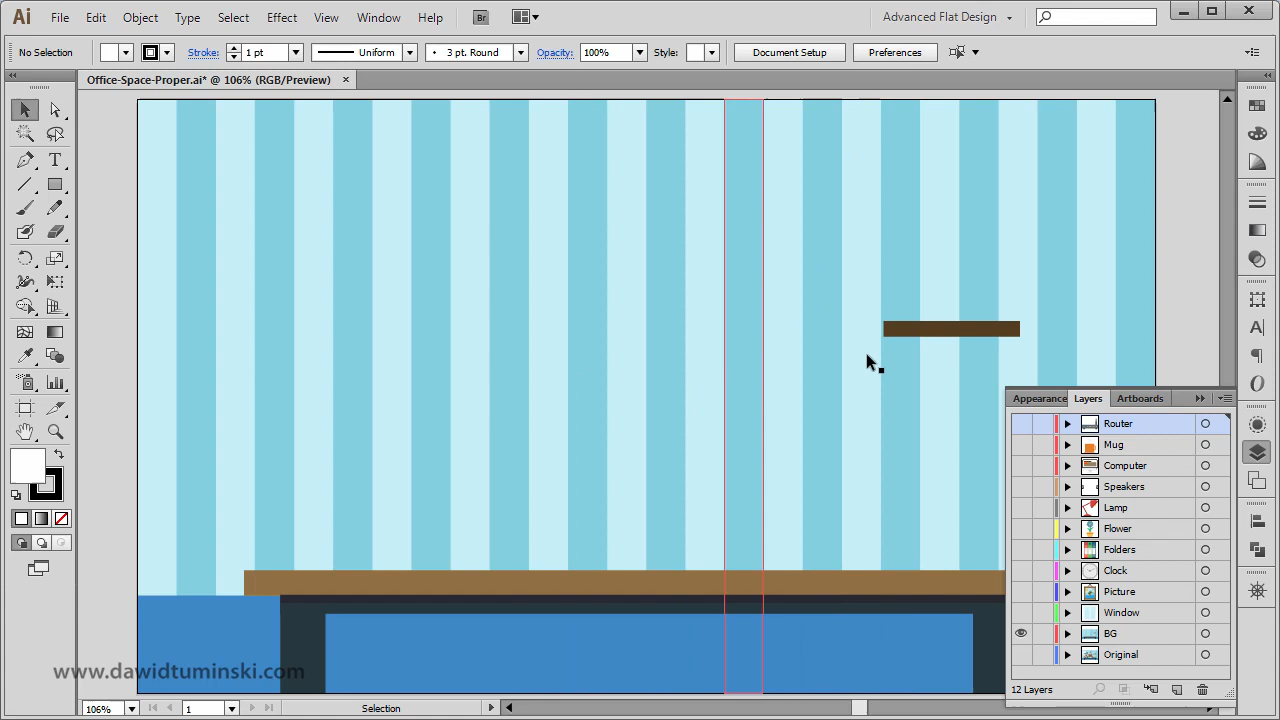 Ai File Edit Object Type Select Effect View Window Help Br Advanced Flat Design
No Selection Stroke: 1 pt Uniform 3 pt. Round Opacity: 100% Style: Document Setup Preferences
Office-Space-Proper.ai* @ 106% (RGB/Preview)
Appearance Layers Artboards
Router
Mug
Computer
Speakers
Lamp
Flower
Folders
Clock
Picture
Window
BG
Original
12 Layers
www.dawidtuminski.com
106% 1 Selection